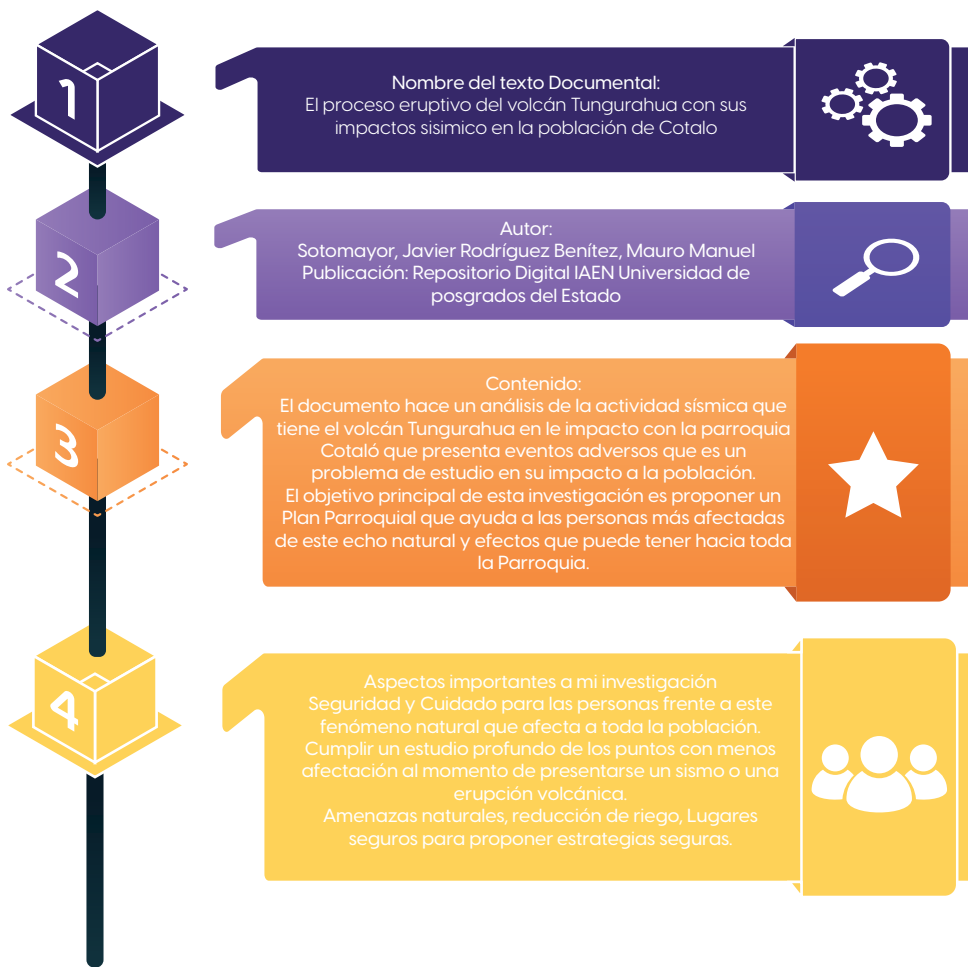 1
Nombre del texto Documental:
El proceso eruptivo del volcán Tungurahua con sus
impactos sisimico en la población de Cotalo
2
Autor:
Sotomayor, Javier Rodríguez Benítez, Mauro Manuel
Publicación: Repositorio Digital IAEN Universidad de
posgrados del Estado
3
Contenido:
El documento hace un análisis de la actividad sísmica que
tiene el volcán Tungurahua en le impacto con la parroquia
Cotaló que presenta eventos adversos que es un
problema de estudio en su impacto a la población.
El objetivo principal de esta investigación es proponer un
Plan Parroquial que ayuda a las personas más afectadas
de este echo natural y efectos que puede tener hacia toda
la Parroquia.
4
Aspectos importantes a mi investigación
Seguridad y Cuidado para las personas frente a este
fenómeno natural que afecta a toda la población.
Cumplir un estudio profundo de los puntos con menos
afectación al momento de presentarse un sismo o una
erupción volcánica.
Amenazas naturales, reducción de riego, Lugares
seguros para proponer estrategias seguras.